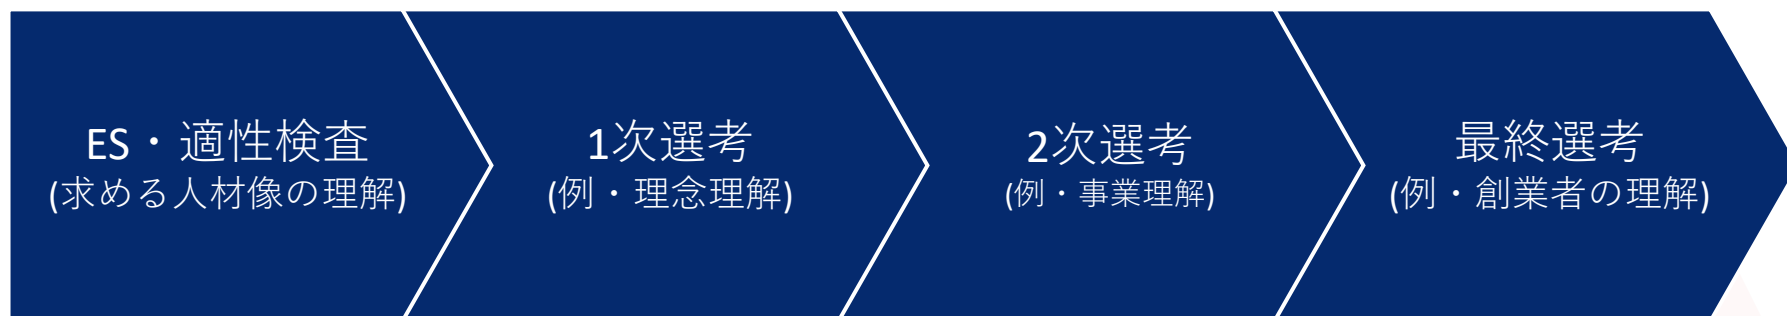 ES・適性検査
(求める人材像の理解)
1次選考
(例・理念理解)
2次選考
(例・事業理解)
最終選考
(例・創業者の理解)